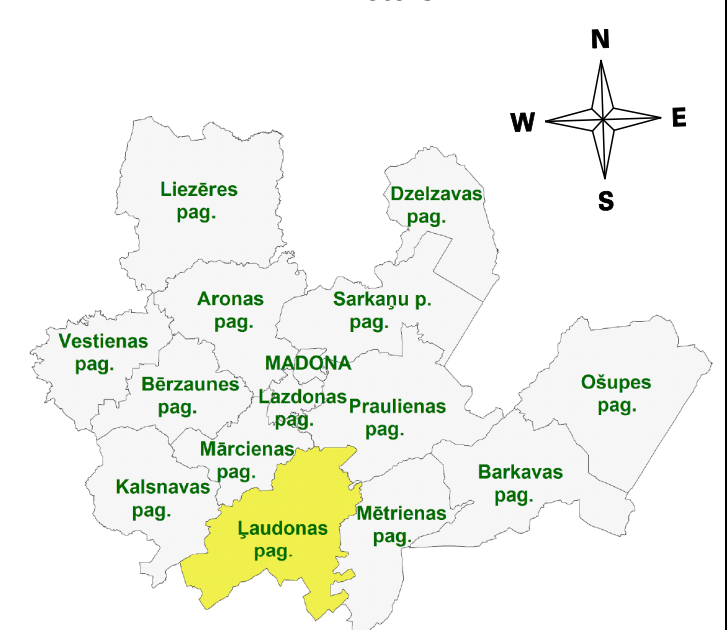 N
W E
S
Liezēres
pag.
Dzelzavas
pag.
Aronas
pag.
Sarkaņu p.
pag.
Vestienas
pag.
MADONA
Bērzaunes
pag.
Lazdonas
pag.
Praulienas
pag.
Ošupes
pag.
Mārcienas
pag.
Kalsnavas
pag.
Barkavas
pag.
Ļaudonas
pag.
Mētrienas
pag.